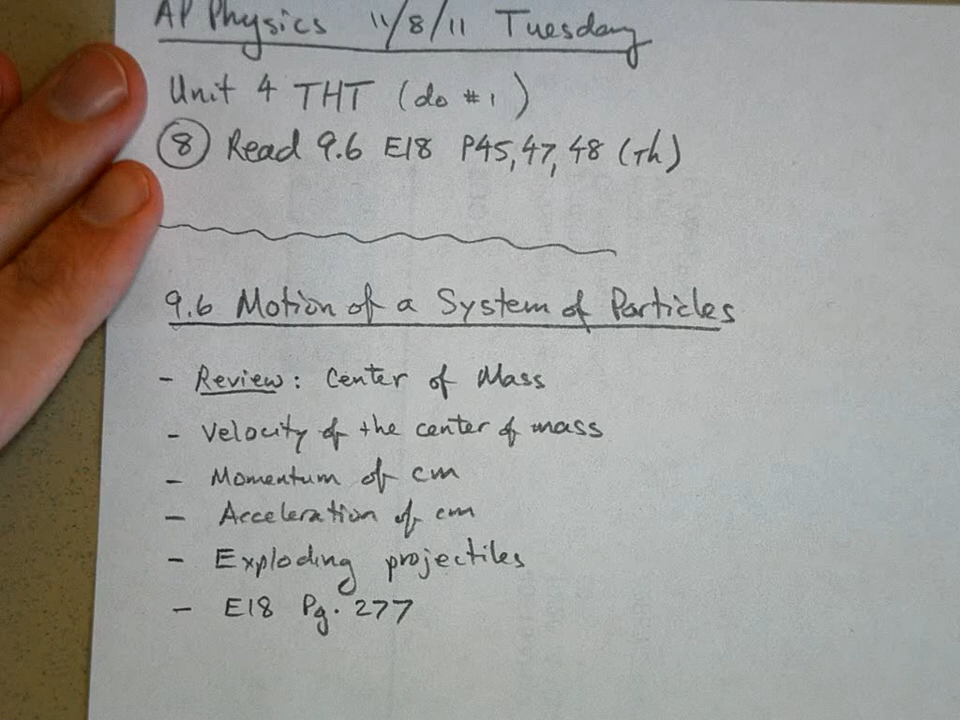 AP Physics 11/8/11 Tuesday
Unit 4 THT (do #1)
8 Read 9.6 E18 P45,47,48 (Th)
9.6 Motion of a System of Particles
- Review: Center of Mass
- Velocity of the center of mass
- Momentum of cm
- Acceleration of cm
- Exploding projectiles
- E18 Pg. 277